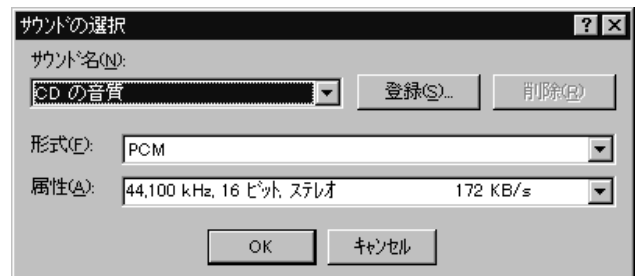 ｻｳﾝﾄﾞの選択
ｻｳﾝﾄﾞ名(N):
CD の音質
登録(S)...
削除(R)
形式(F):
PCM
属性(A):
44,100 kHz, 16 ﾋﾞｯﾄ, ｽﾃﾚｵ 172 KB/s
OK
ｷｬﾝｾﾙ